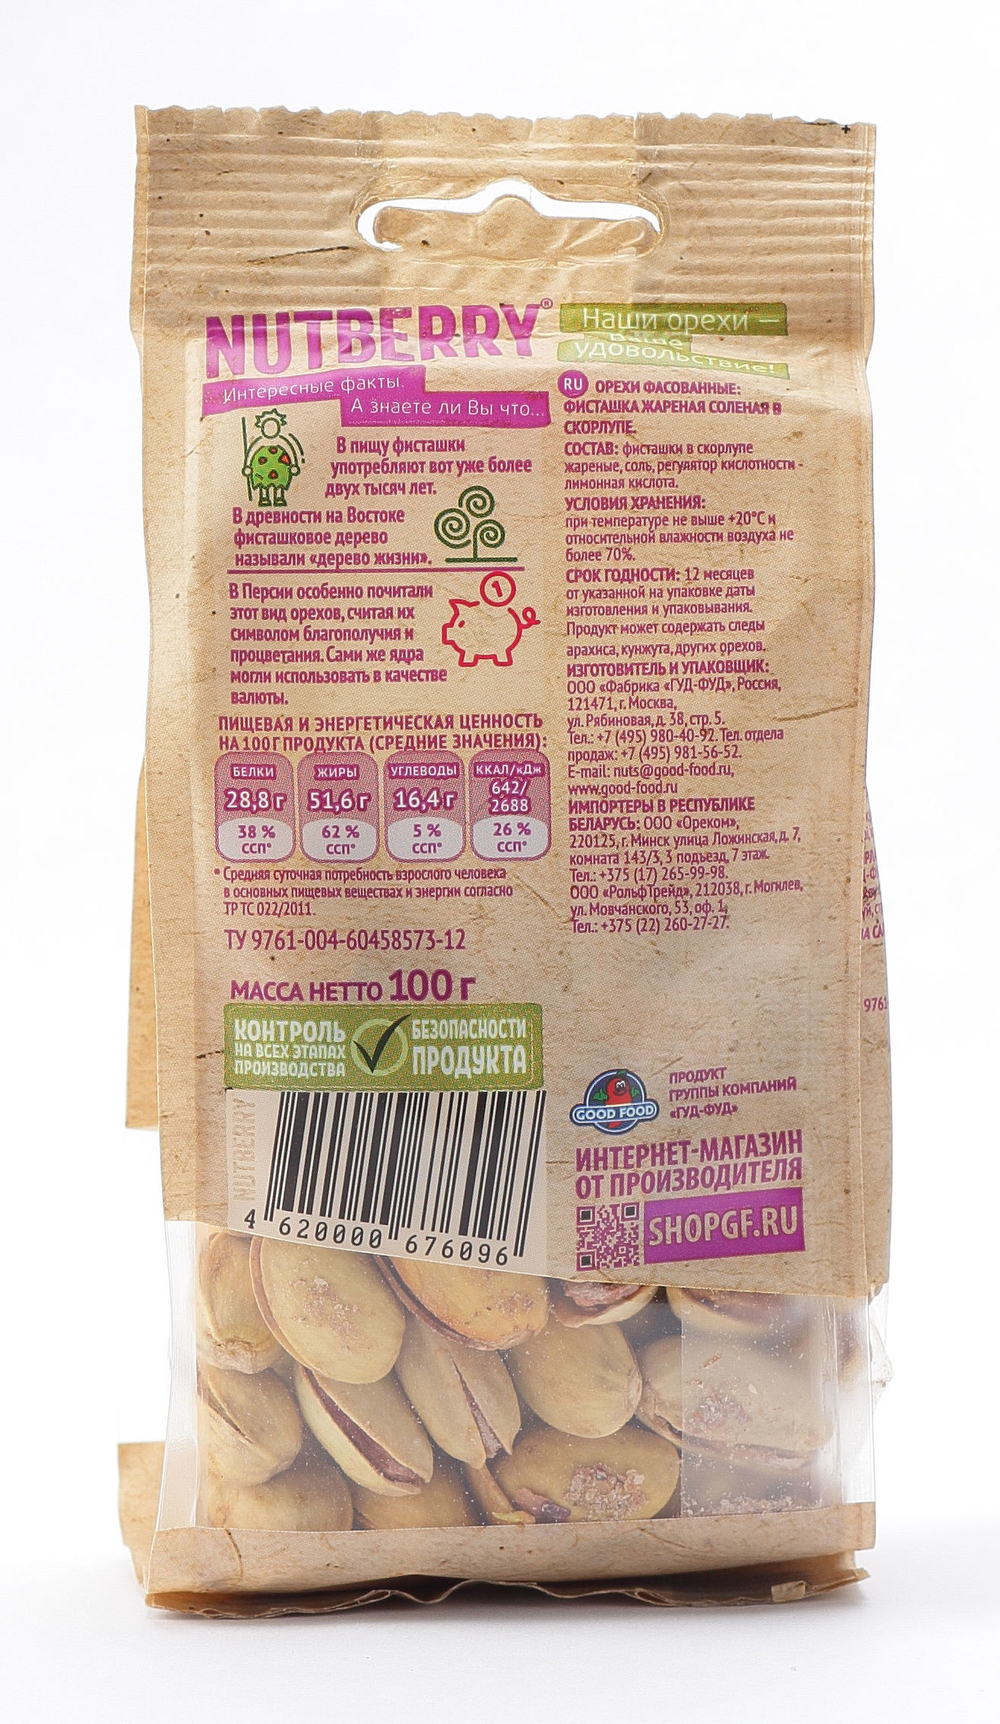 NUTBERRY®
Интересные факты.
А знаете ли Вы что...
В пищу фисташки
употребляют вот уже более
двух тысяч лет.
В древности на Востоке
фисташковое дерево
называли «дерево жизни».
1
В Персии особенно почитали
этот вид орехов, считая их
символом благополучия и
процветания. Сами же ядра
могли использовать в качестве
валюты.
ПИЩЕВАЯ И ЭНЕРГЕТИЧЕСКАЯ ЦЕННОСТЬ
НА 100 Г ПРОДУКТА (СРЕДНИЕ ЗНАЧЕНИЯ):
БЕЛКИ ЖИРЫ УГЛЕВОДЫ ККАЛ/кДж
28,8 г 51,6 г 16,4 г 642/
2688
38 % 62 % 5 % 26 %
ССП* ССП* ССП* ССП*
* Средняя суточная потребность взрослого человека
в основных пищевых веществах и энергии согласно
ТР ТС 022/2011.
ТУ 9761-004-60458573-12
МАССА НЕТТО 100 г
КОНТРОЛЬ
НА ВСЕХ ЭТАПАХ
ПРОИЗВОДСТВА
БЕЗОПАСНОСТИ
ПРОДУКТА
NUTBERRY
4 620000 676096
Наши орехи —
ваше
удовольствие!
RU ОРЕХИ ФАСОВАННЫЕ:
ФИСТАШКА ЖАРЕНАЯ СОЛЕНАЯ В
СКОРЛУПЕ.
СОСТАВ: фисташки в скорлупе
жареные, соль, регулятор кислотности -
лимонная кислота.
УСЛОВИЯ ХРАНЕНИЯ:
при температуре не выше +20°С и
относительной влажности воздуха не
более 70%.
СРОК ГОДНОСТИ: 12 месяцев
от указанной на упаковке даты
изготовления и упаковывания.
Продукт может содержать следы
арахиса, кунжута, других орехов.
ИЗГОТОВИТЕЛЬ И УПАКОВЩИК:
ООО «Фабрика «ГУД-ФУД», Россия,
121471, г. Москва,
ул. Рябиновая, д. 38, стр. 5.
Тел.: +7 (495) 980-40-92. Тел. отдела
продаж: +7 (495) 981-56-52.
E-mail: nuts@good-food.ru,
www.good-food.ru
ИМПОРТЕРЫ В РЕСПУБЛИКЕ
БЕЛАРУСЬ: ООО «Ореком»,
220125, г. Минск улица Ложинская, д. 7,
комната 143/3, 3 подъезд, 7 этаж.
Тел.: +375 (17) 265-99-98.
ООО «РольфТрейд», 212038, г. Могилев,
ул. Мовчанского, 53, оф. 1,
Тел.: +375 (22) 260-27-27.
9761-
GOOD FOOD
ПРОДУКТ
ГРУППЫ КОМПАНИЙ
«ГУД-ФУД»
ИНТЕРНЕТ-МАГАЗИН
ОТ ПРОИЗВОДИТЕЛЯ
SHOPGF.RU